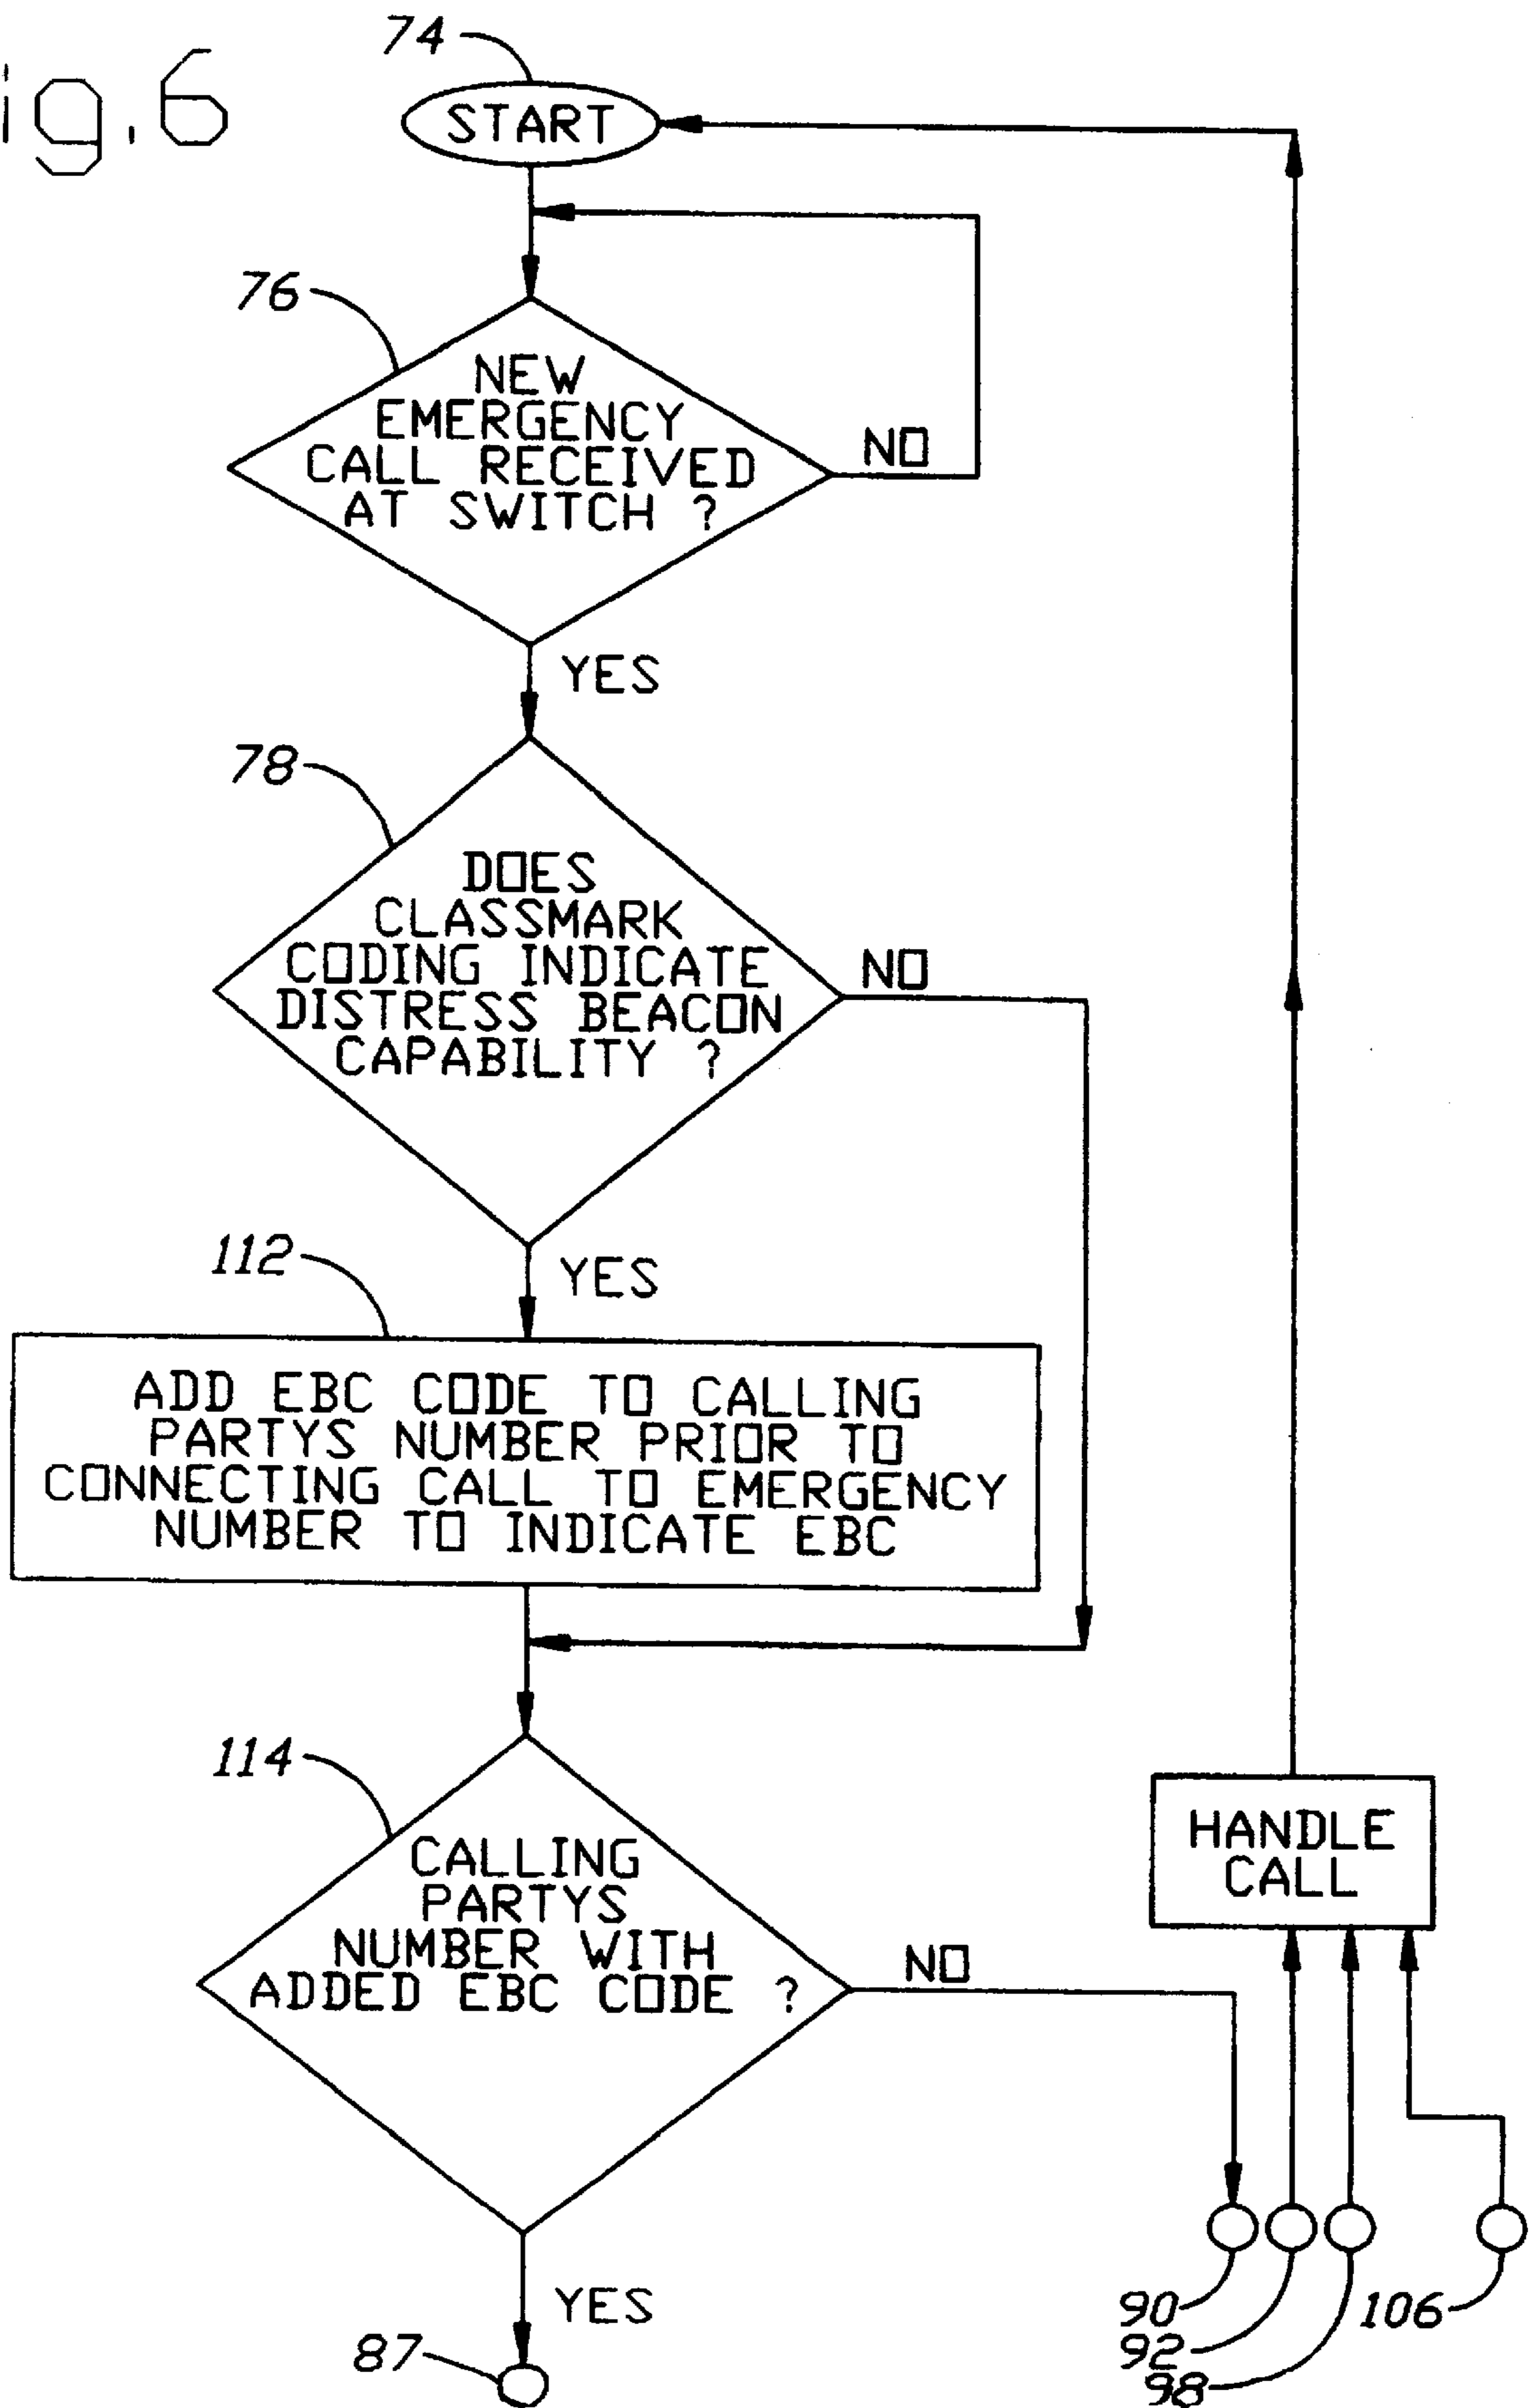 ig.6
74
START
76
NEW
EMERGENCY
CALL RECEIVED
AT SWITCH ?
NO
YES
78
DOES
CLASSMARK
CODING INDICATE
DISTRESS BEACON
CAPABILITY ?
NO
YES
112
ADD EBC CODE TO CALLING
PARTYS NUMBER PRIOR TO
CONNECTING CALL TO EMERGENCY
NUMBER TO INDICATE EBC
114
CALLING
PARTYS
NUMBER WITH
ADDED EBC CODE ?
NO
HANDLE
CALL
YES
87
90
92
98
106